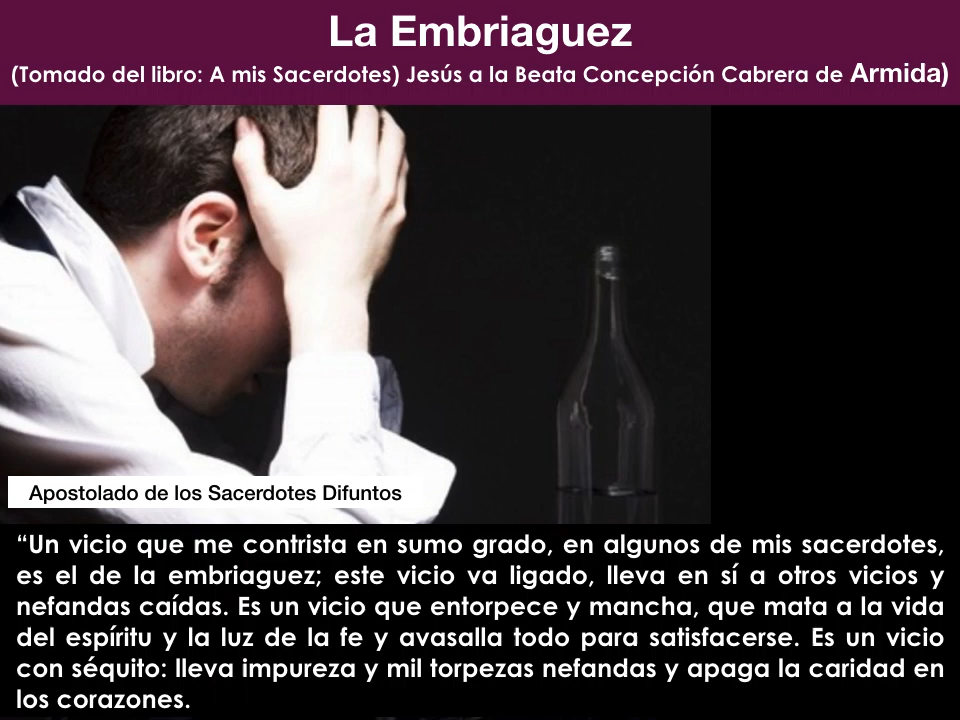 La Embriaguez
(Tomado del libro: A mis Sacerdotes) Jesús a la Beata Concepción Cabrera de Armida)
Apostolado de los Sacerdotes Difuntos
“Un vicio que me contrista en sumo grado, en algunos de mis sacerdotes,
es el de la embriaguez; este vicio va ligado, lleva en sí a otros vicios y
nefandas caídas. Es un vicio que entorpece y mancha, que mata a la vida
del espíritu y la luz de la fe y avasalla todo para satisfacerse. Es un vicio
con séquito: lleva impureza y mil torpezas nefandas y apaga la caridad en
los corazones.